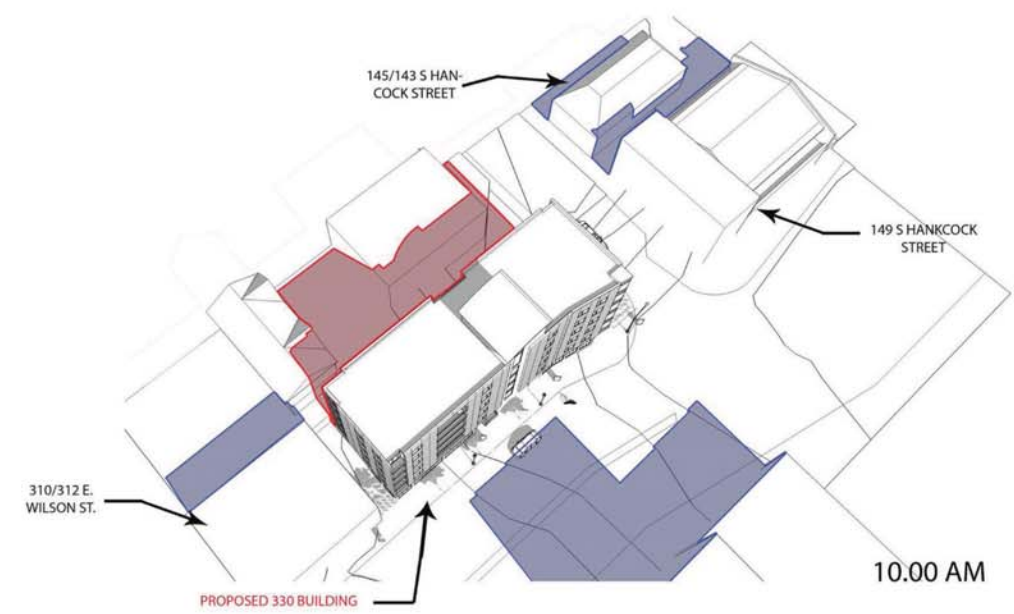 145/143 S HAN-
COCK STREET
149 S HANKCOCK
STREET
310/312 E.
WILSON ST.
PROPOSED 330 BUILDING
10.00 AM